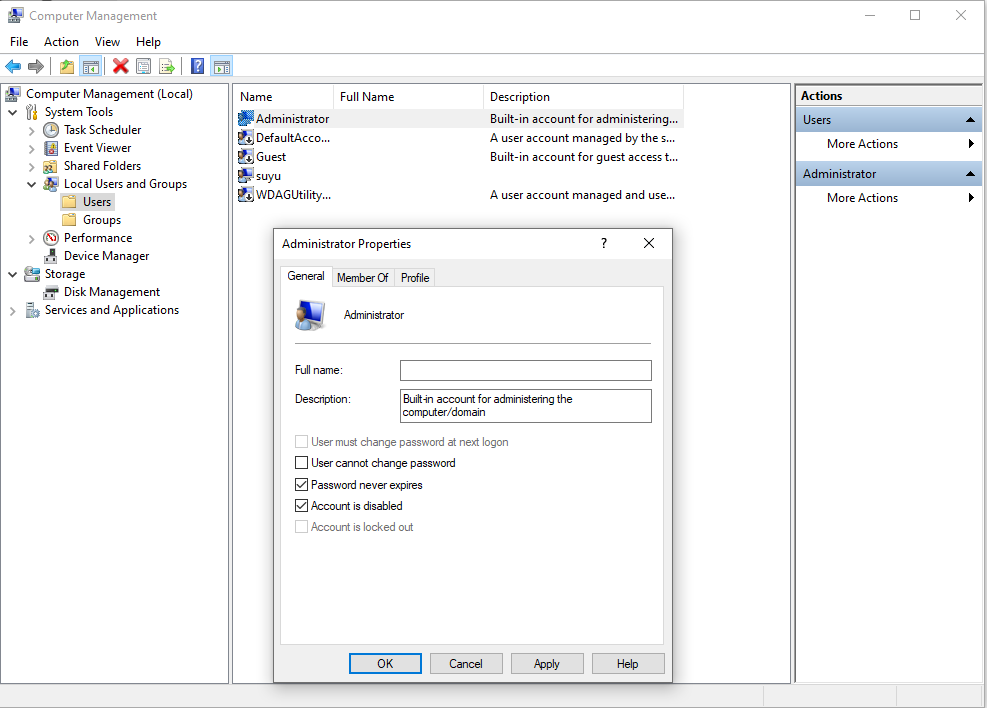 Computer Management
File Action View Help
Computer Management (Local)
System Tools
Task Scheduler
Event Viewer
Shared Folders
Local Users and Groups
Users
Groups
Performance
Device Manager
Storage
Disk Management
Services and Applications
Name Full Name Description
Administrator Built-in account for administering...
DefaultAcco... A user account managed by the s...
Guest Built-in account for guest access t...
suyu
WDAGUtility... A user account managed and use...
Actions
Users
More Actions
Administrator
More Actions
Administrator Properties ?
General Member Of Profile
Administrator
Full name:
Description: Built-in account for administering the
computer/domain
User must change password at next logon
User cannot change password
Password never expires
Account is disabled
Account is locked out
OK Cancel Apply Help